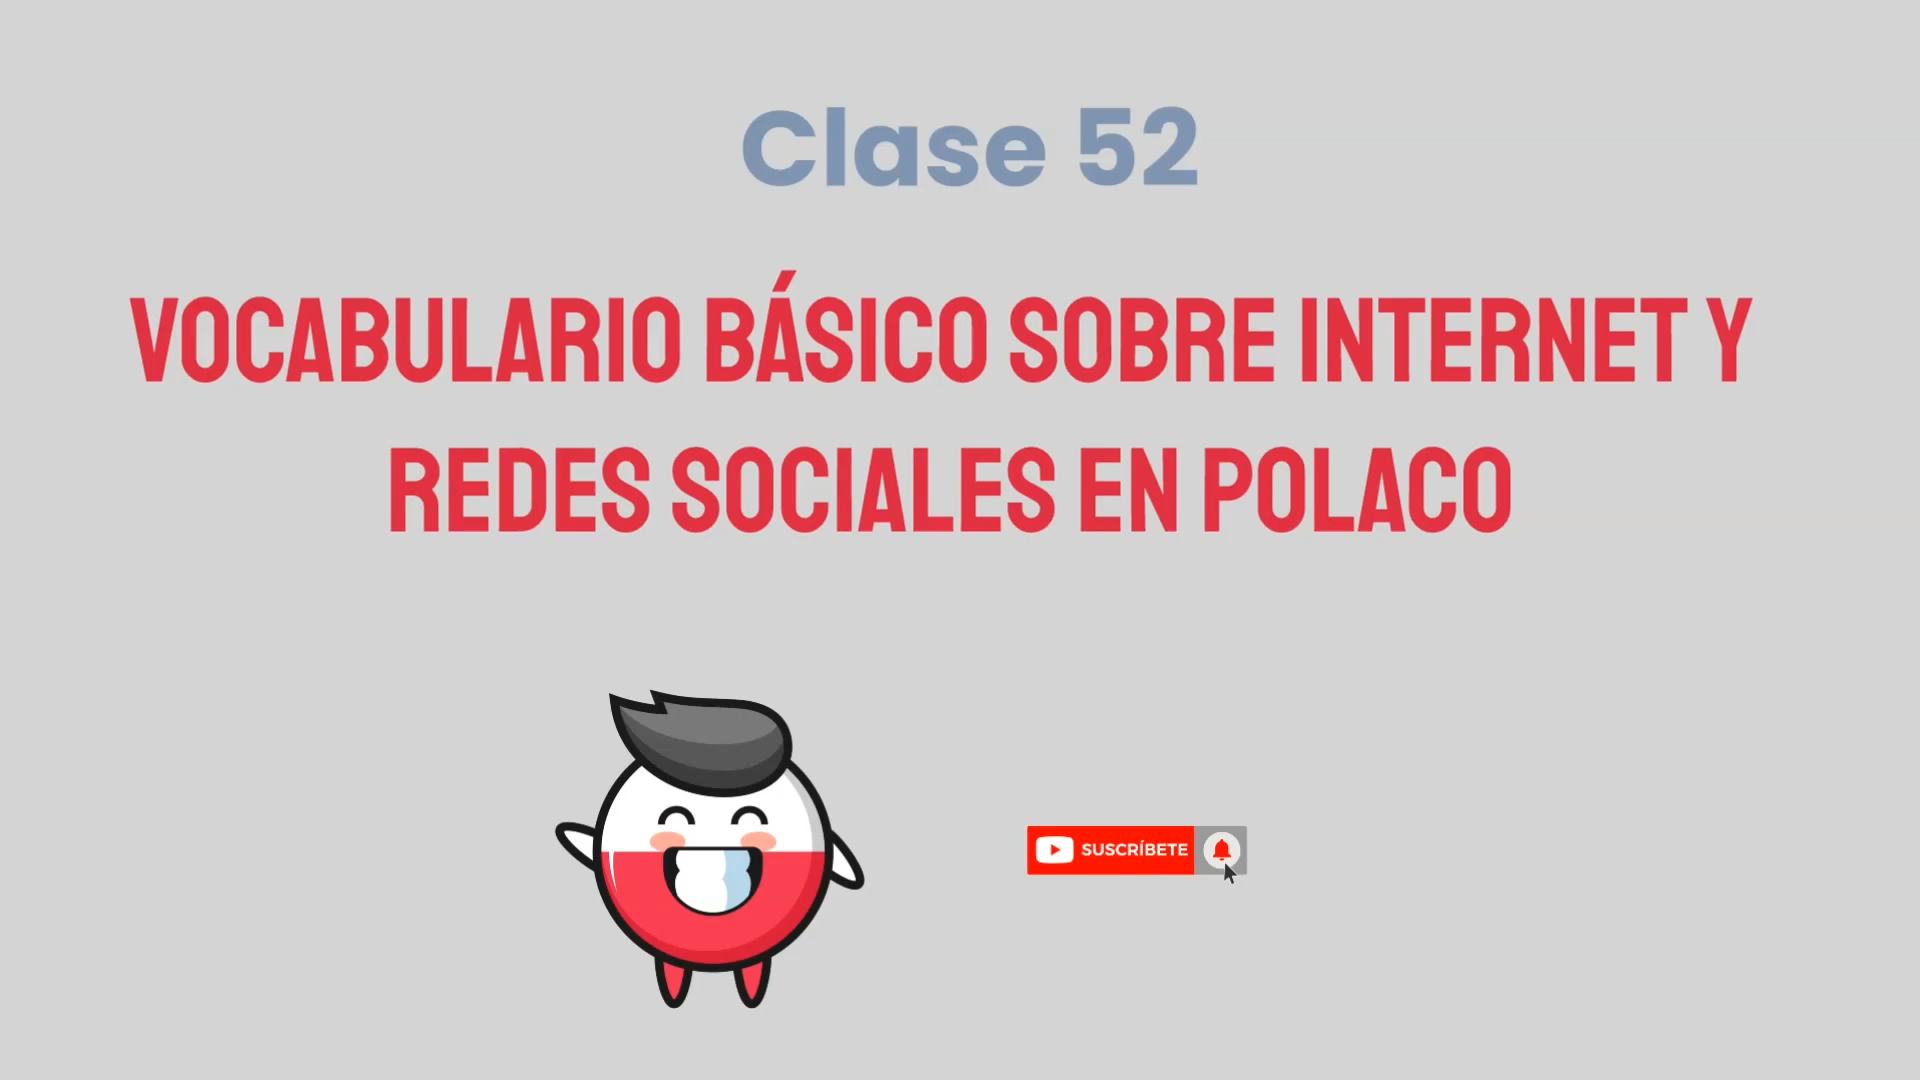 Clase 52
VOCABULARIO BÁSICO SOBRE INTERNET Y
REDES SOCIALES EN POLACO
SUSCRÍBETE